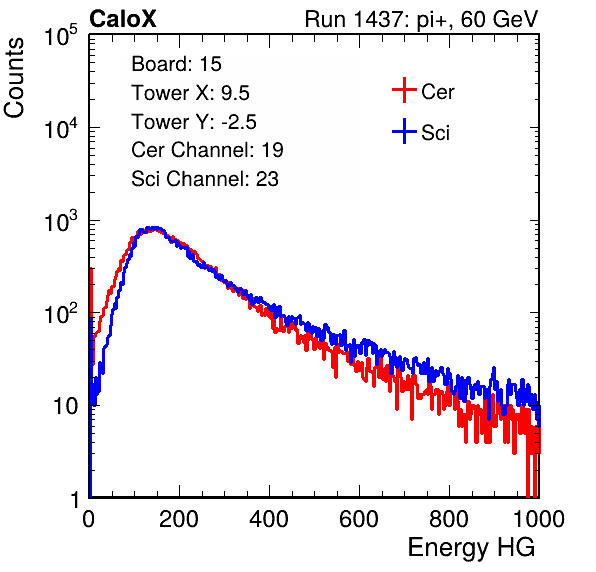 CaloX Run 1437: pi+, 60 GeV
Board: 15
Tower X: 9.5
Tower Y: -2.5
Cer Channel: 19
Sci Channel: 23
Cer
Sci
Counts
10^5
10^4
10^3
10^2
10
1
0 200 400 600 800 1000
Energy HG